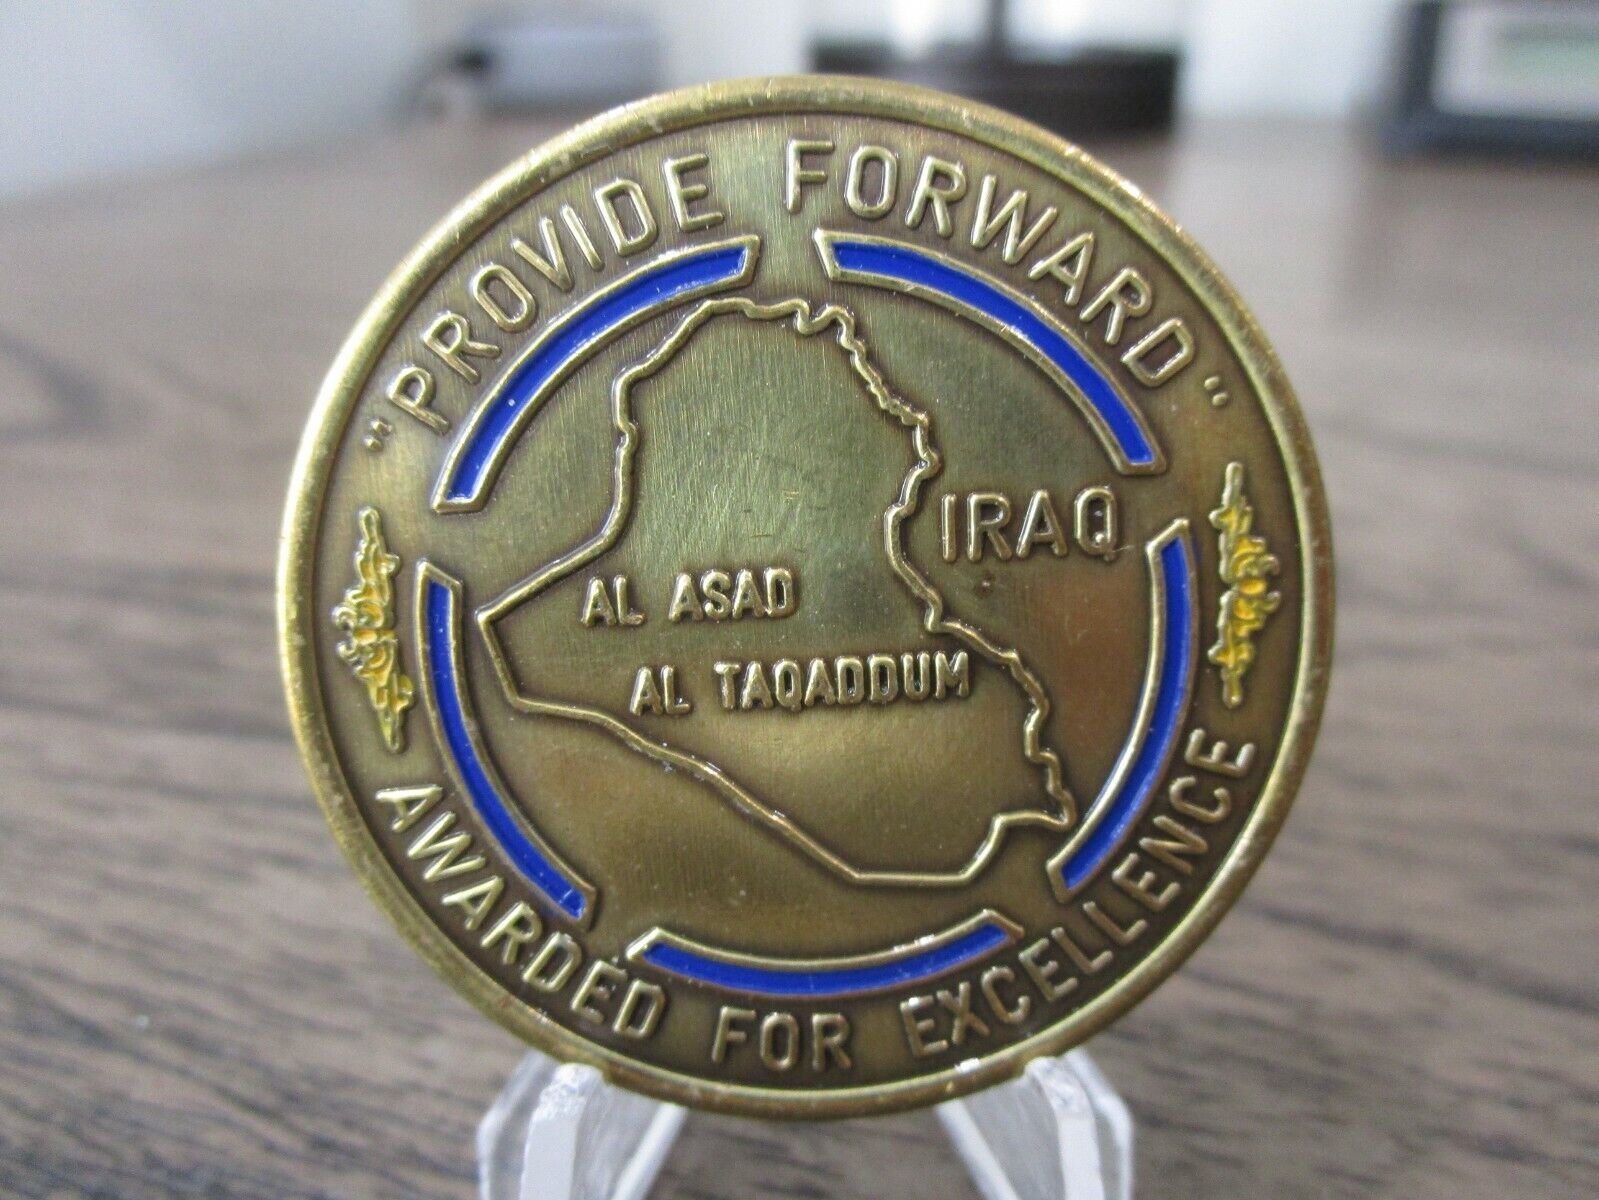 "PROVIDE FORWARD"
IRAQ
AL ASAD
AL TAQADDUM
AWARDED FOR EXCELLENCE